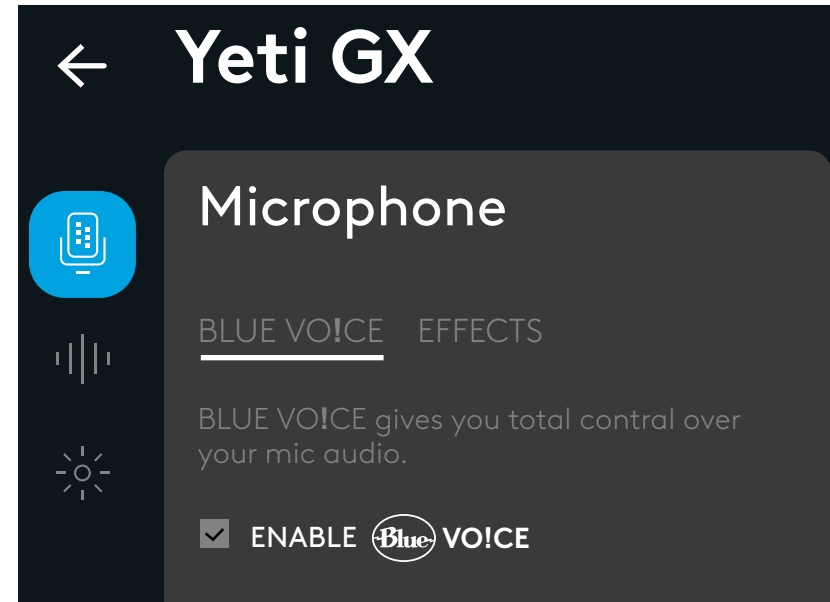 Yeti GX
Microphone
BLUE VO!CE EFFECTS
BLUE VO!CE gives you total contral over
your mic audio.
ENABLE Blue VO!CE